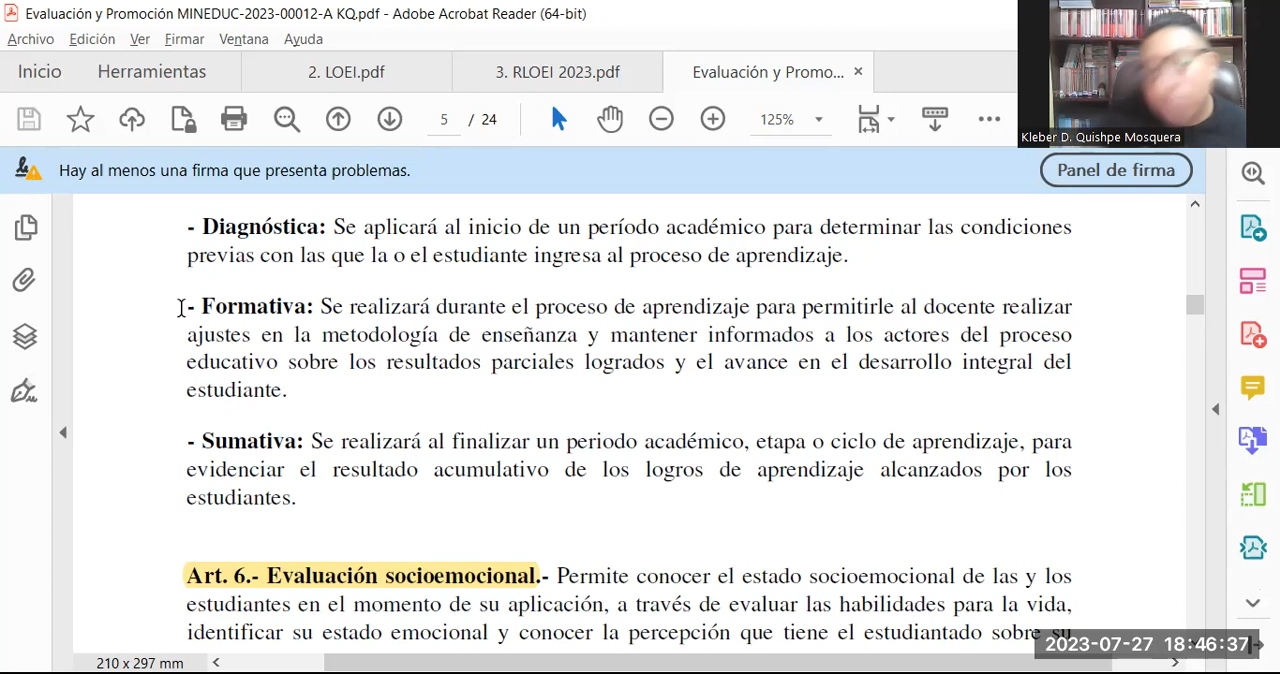 Evaluación y Promoción MINEDUC-2023-00012-A KQ.pdf - Adobe Acrobat Reader (64-bit)
Archivo Edición Ver Firmar Ventana Ayuda
Inicio Herramientas 2. LOEI.pdf 3. RLOEI 2023.pdf Evaluación y Promo... ×
5 / 24 125%
Kleber D. Quishpe Mosquera
Hay al menos una firma que presenta problemas. Panel de firma
- Diagnóstica: Se aplicará al inicio de un período académico para determinar las condiciones
previas con las que la o el estudiante ingresa al proceso de aprendizaje.
- Formativa: Se realizará durante el proceso de aprendizaje para permitirle al docente realizar
ajustes en la metodología de enseñanza y mantener informados a los actores del proceso
educativo sobre los resultados parciales logrados y el avance en el desarrollo integral del
estudiante.
- Sumativa: Se realizará al finalizar un periodo académico, etapa o ciclo de aprendizaje, para
evidenciar el resultado acumulativo de los logros de aprendizaje alcanzados por los
estudiantes.
Art. 6.- Evaluación socioemocional.- Permite conocer el estado socioemocional de las y los
estudiantes en el momento de su aplicación, a través de evaluar las habilidades para la vida,
identificar su estado emocional y conocer la percepción que tiene el estudiantado sobre su
2023-07-27 18:46:37
210 x 297 mm